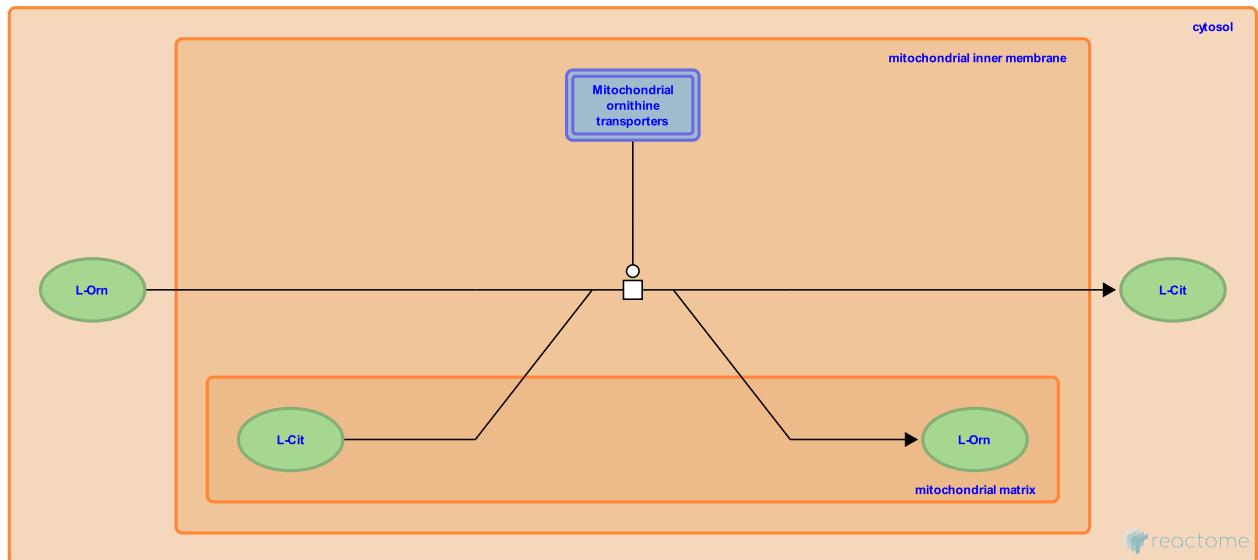 cytosol
mitochondrial inner membrane
Mitochondrial
ornithine
transporters
L-Orn
L-Cit
L-Cit
L-Orn
mitochondrial matrix
reactome